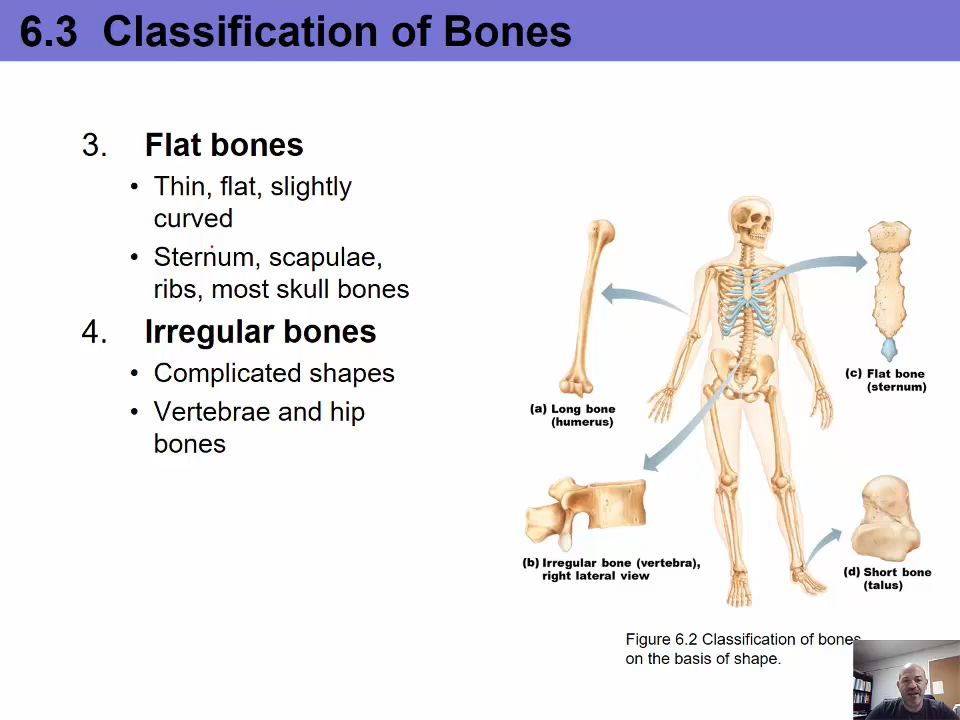 6.3 Classification of Bones
3. Flat bones
• Thin, flat, slightly
curved
• Sternum, scapulae,
ribs, most skull bones
4. Irregular bones
• Complicated shapes
• Vertebrae and hip
bones
(a) Long bone
(humerus)
(b) Irregular bone (vertebra),
right lateral view
(c) Flat bone
(sternum)
(d) Short bone
(talus)
Figure 6.2 Classification of bones
on the basis of shape.